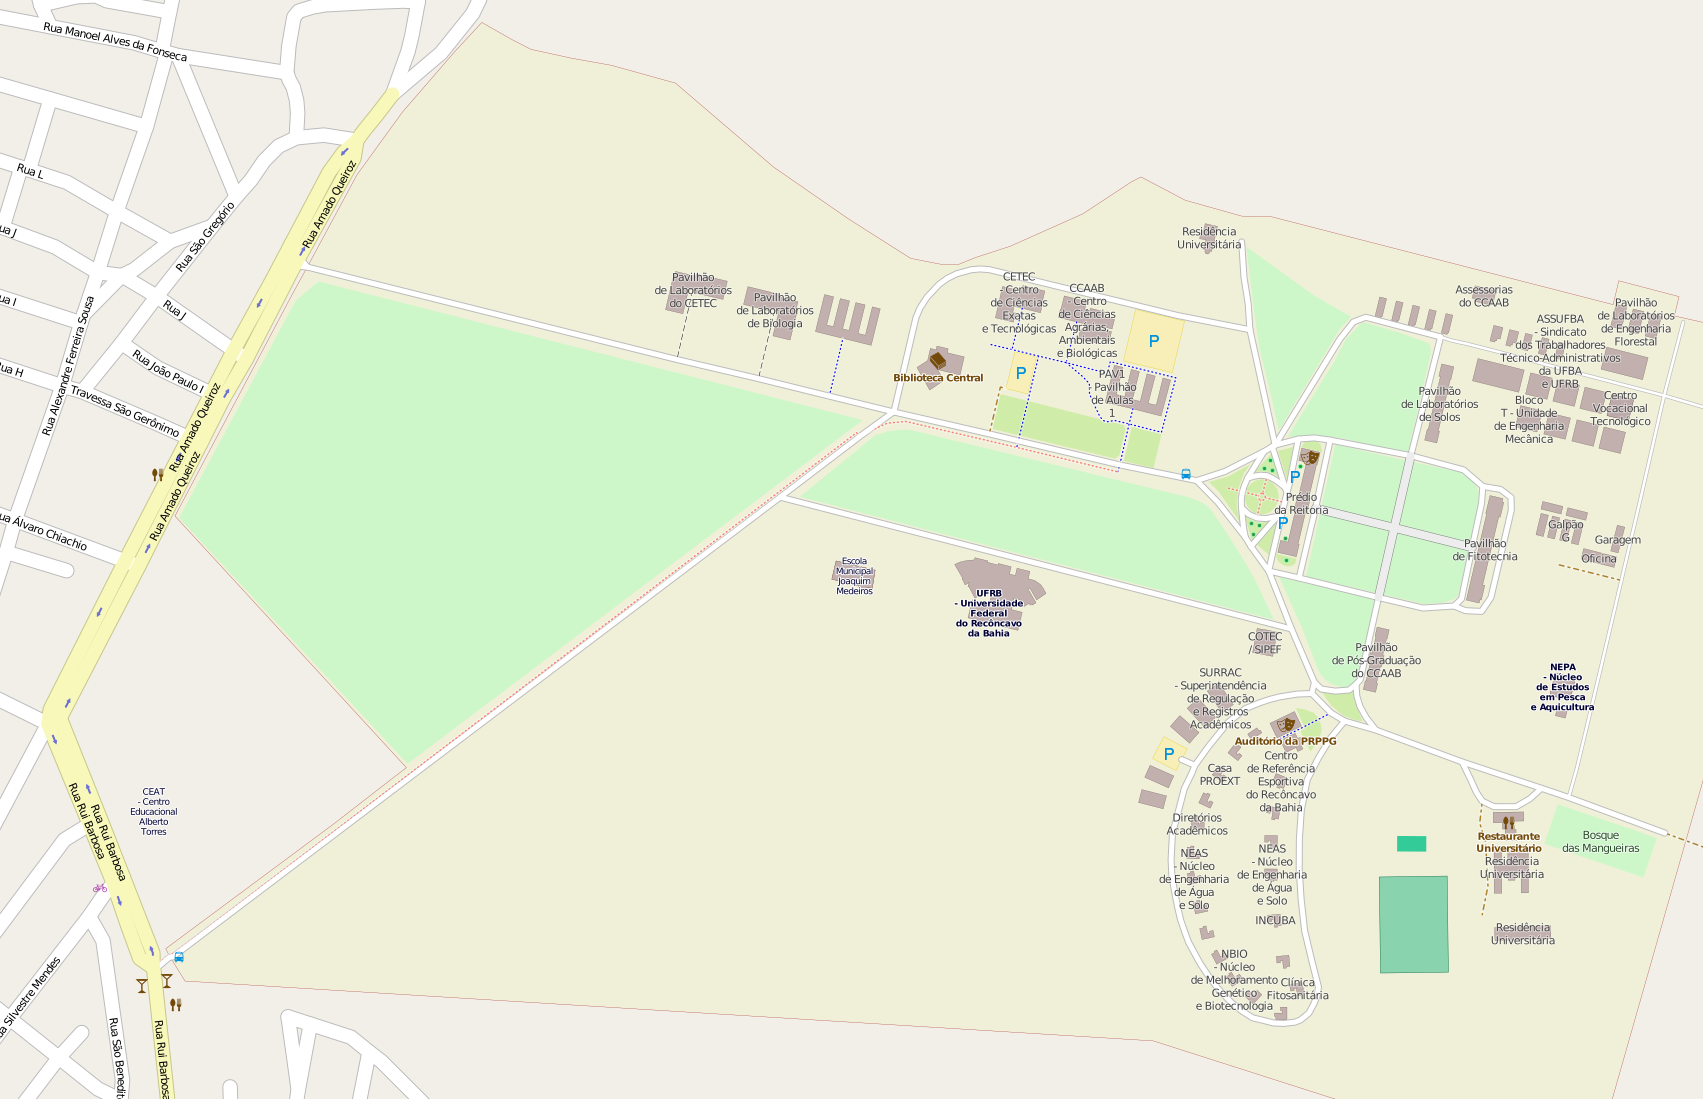 Rua Manoel Alves da Fonseca
Rua L
Rua São Gregório
Rua Amado Queiroz
ua J
Rua J
ua I
Rua Alexandre Ferreira Sousa
Rua João Paulo I
ua H
Travessa São Gerônimo
Rua Amado Queiroz
Rua Amado Queiroz
ua Álvaro Chiachio
Residência
Universitária
Pavilhão
de Laboratórios
do CETEC
Pavilhão
de Laboratórios
de Biologia
CETEC
- Centro
de Ciências
Exatas
e Tecnológicas
CCAAB
- Centro
de Ciências
Agrárias,
Ambientais
e Biológicas
P
P
Biblioteca Central
PAV1
- Pavilhão
de Aulas
1
Assessorias
do CCAAB
Pavilhão
de Laboratórios
de Engenharia
Florestal
ASSUFBA
- Sindicato
dos Trabalhadores
Técnico-Administrativos
da UFBA
e UFRB
Pavilhão
de Laboratórios
de Solos
Bloco
T - Unidade
de Engenharia
Mecânica
Centro
Vocacional
Tecnológico
P
Prédio
da Reitoria
P
Galpão
G
Garagem
Oficina
Pavilhão
de Fitotecnia
Escola
Municipal
Joaquim
Medeiros
UFRB
- Universidade
Federal
do Recôncavo
da Bahia
COTEC
/ SIPEF
Pavilhão
de Pós-Graduação
do CCAAB
SURRAC
- Superintendência
de Regulação
e Registros
Acadêmicos
NEPA
- Núcleo
de Estudos
em Pesca
e Aquicultura
Auditório da PRPPG
P
Casa
PROEXT
Centro
de Referência
Esportiva
do Recôncavo
da Bahia
Diretórios
Acadêmicos
CEAT
- Centro
Educacional
Alberto
Torres
Rua Rui Barbosa
Rua Rui Barbosa
Restaurante
Universitário
Residência
Universitária
Bosque
das Mangueiras
NEAS
- Núcleo
de Engenharia
de Água
e Solo
NEAS
- Núcleo
de Engenharia
de Água
e Solo
INCUBA
Residência
Universitária
NBIO
- Núcleo
de Melhoramento
Genético
e Biotecnologia
Clínica
Fitosanitária
ua Silvestre Mendes
Rua São Benedit
Rua Rui Barbosa